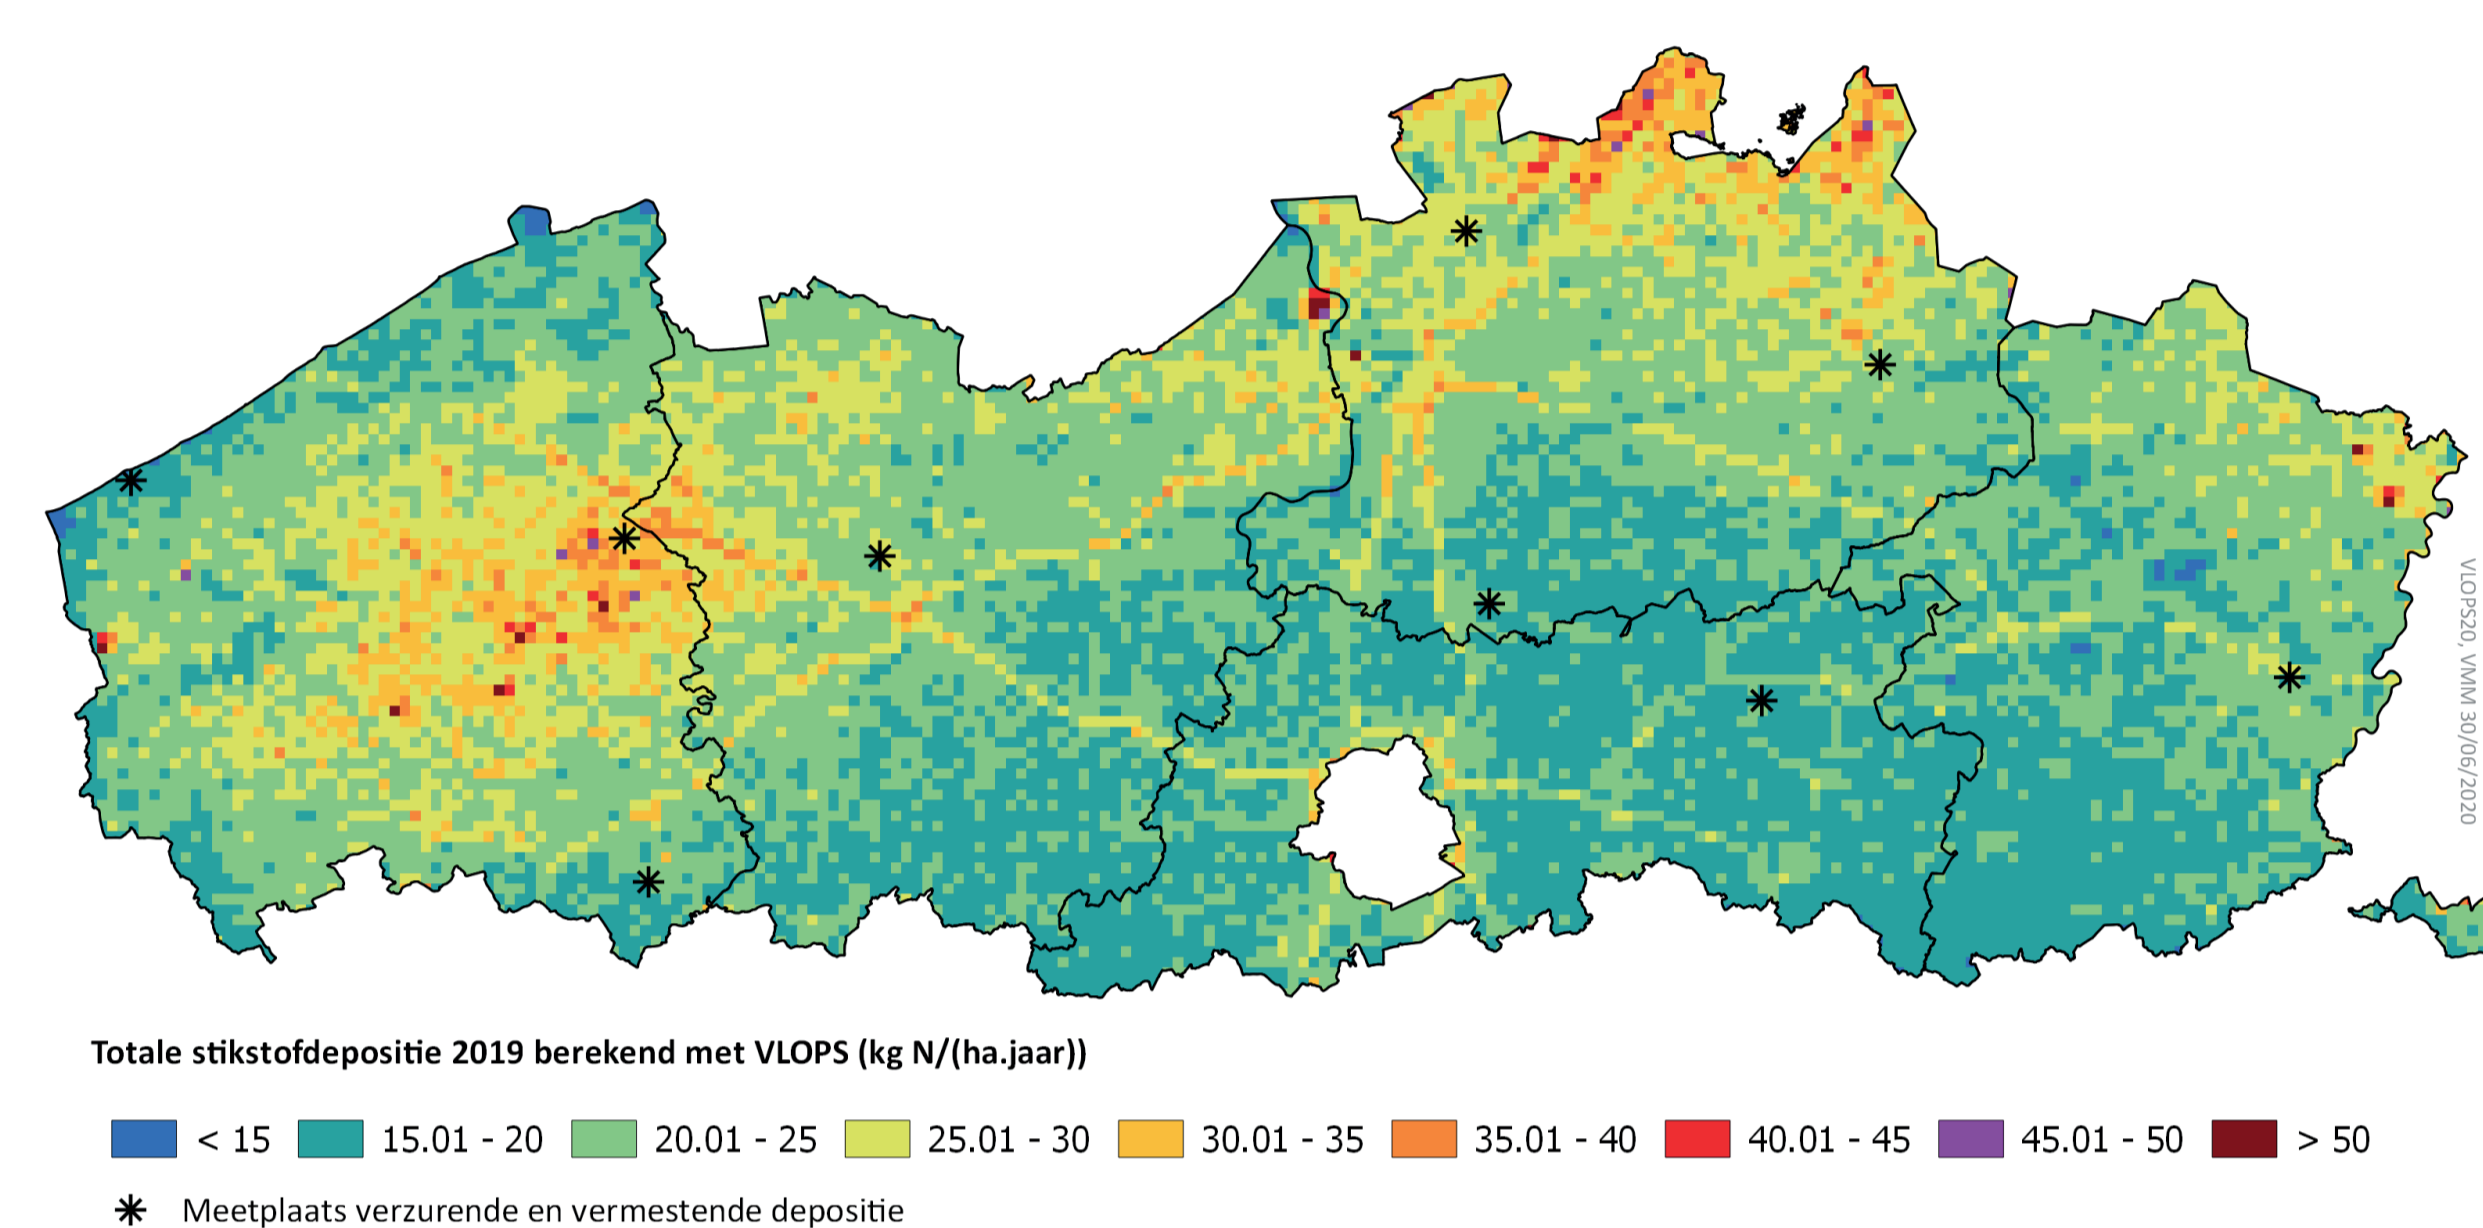 VLOPS20, VMM 30/06/2020
Totale stikstofdepositie 2019 berekend met VLOPS (kg N/(ha.jaar))
< 15 15.01 - 20 20.01 - 25 25.01 - 30 30.01 - 35 35.01 - 40 40.01 - 45 45.01 - 50 > 50
Meetplaats verzurende en vermestende depositie